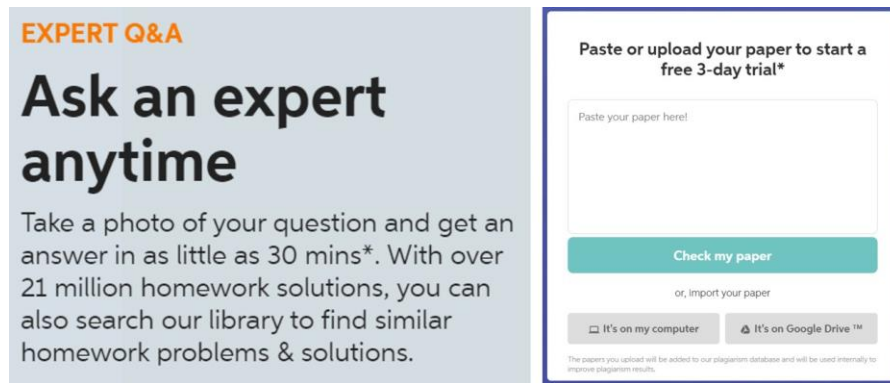 EXPERT Q&A
Ask an expert
anytime
Take a photo of your question and get an
answer in as little as 30 mins*. With over
21 million homework solutions, you can
also search our library to find similar
homework problems & solutions.
Paste or upload your paper to start a
free 3-day trial*
Paste your paper here!
Check my paper
or, import your paper
It's on my computer
It's on Google Drive ™
The papers you upload will be added to our plagiarism database and will be used internally to
improve plagiarism results.